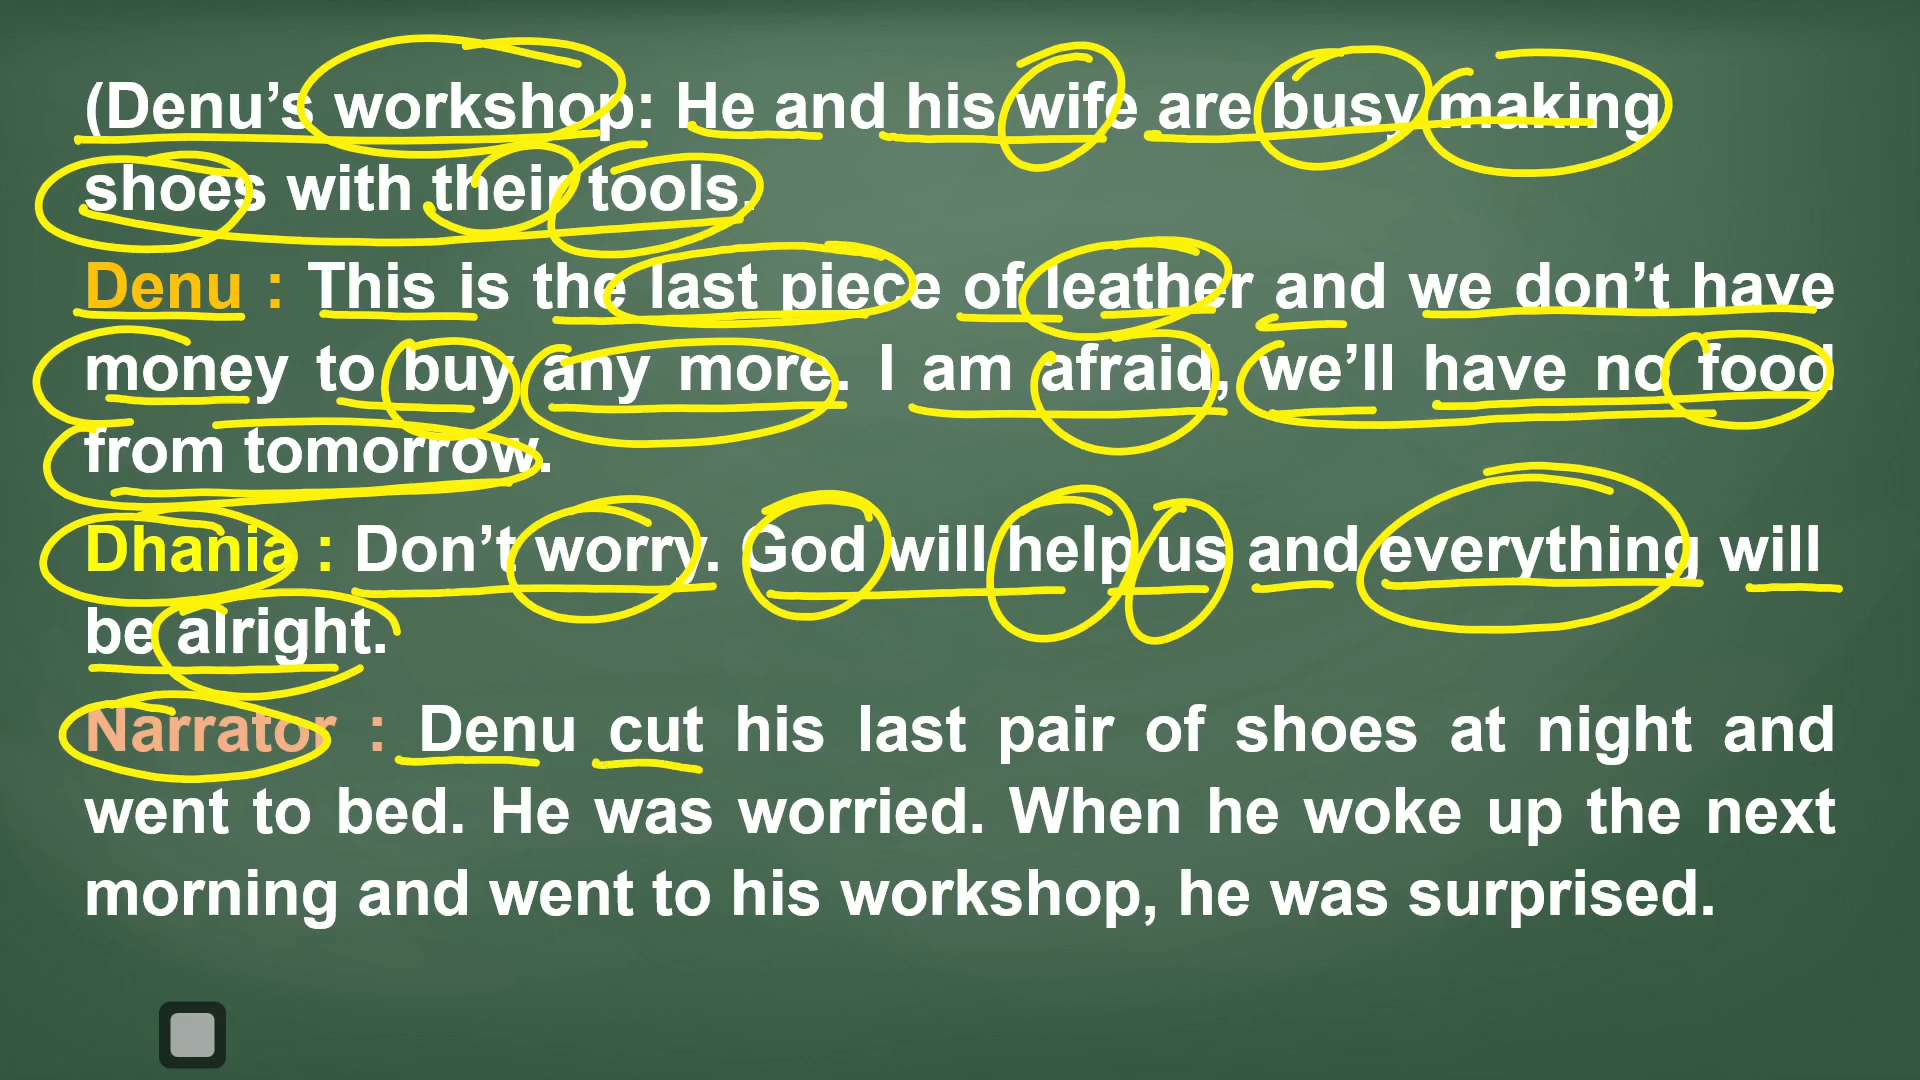 (Denu’s workshop: He and his wife are busy making
shoes with their tools.
Denu : This is the last piece of leather and we don’t have
money to buy any more. I am afraid, we’ll have no food
from tomorrow.
Dhania : Don’t worry. God will help us and everything will
be alright.
Narrator : Denu cut his last pair of shoes at night and
went to bed. He was worried. When he woke up the next
morning and went to his workshop, he was surprised.